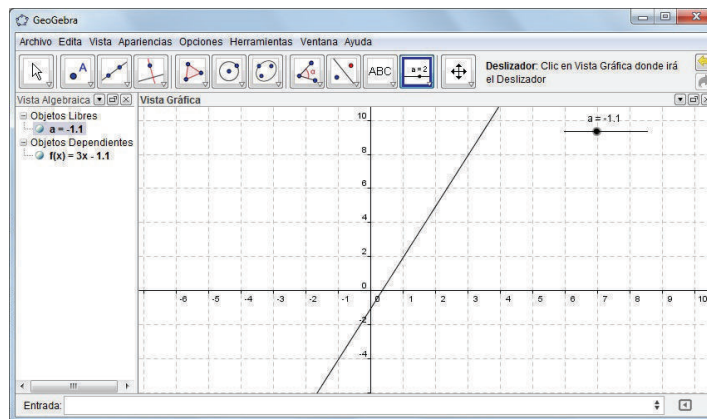 GeoGebra
Archivo Edita Vista Apariencias Opciones Herramientas Ventana Ayuda
A
α
ABC
a = 2
Deslizador: Clic en Vista Gráfica donde irá
el Deslizador
Vista Algebraica
Vista Gráfica
Objetos Libres
a = -1.1
Objetos Dependientes
f(x) = 3x - 1.1
a = -1.1
10
8
6
4
2
0
-2
-4
-6 -5 -4 -3 -2 -1 0 1 2 3 4 5 6 7 8 9 10
Entrada: